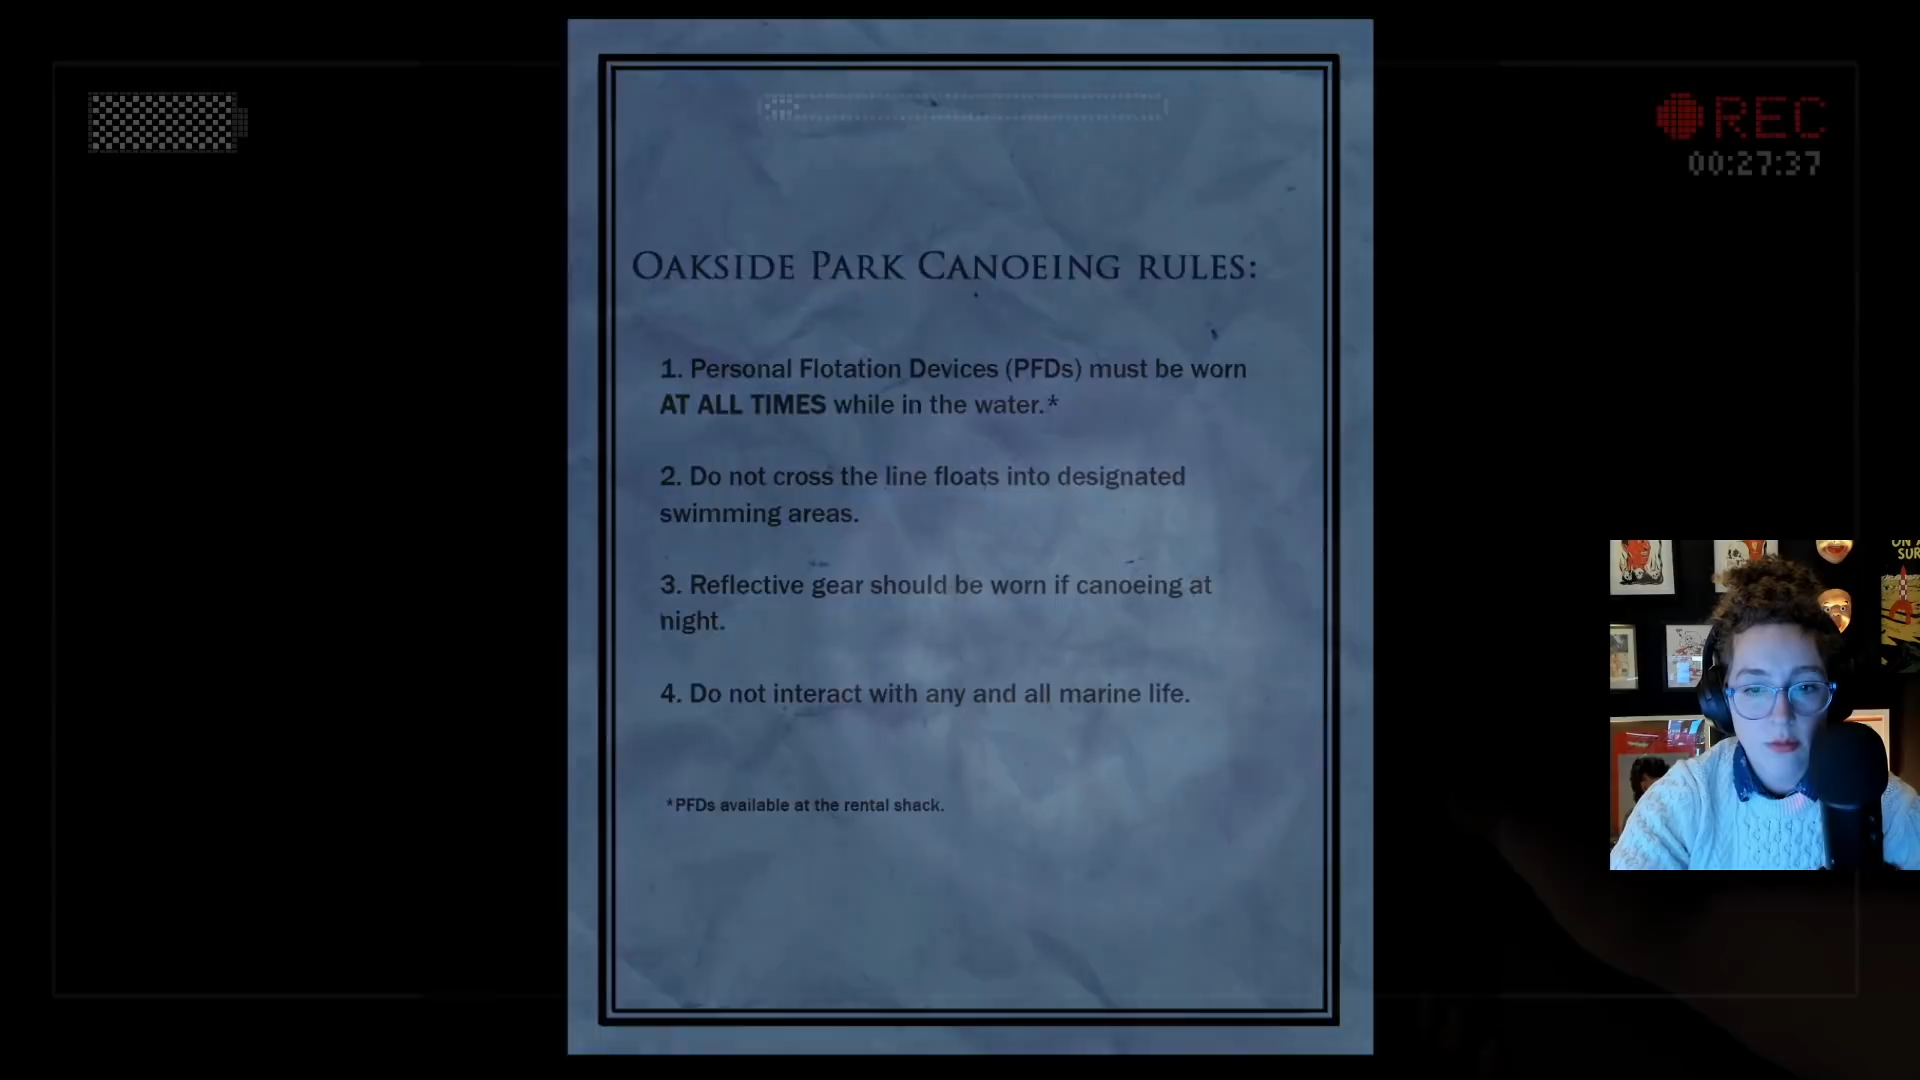 REC
00:27:37
OAKSIDE PARK CANOEING RULES:
1. Personal Flotation Devices (PFDs) must be worn
AT ALL TIMES while in the water.*
2. Do not cross the line floats into designated
swimming areas.
3. Reflective gear should be worn if canoeing at
night.
4. Do not interact with any and all marine life.
*PFDs available at the rental shack.
ON A
SUR